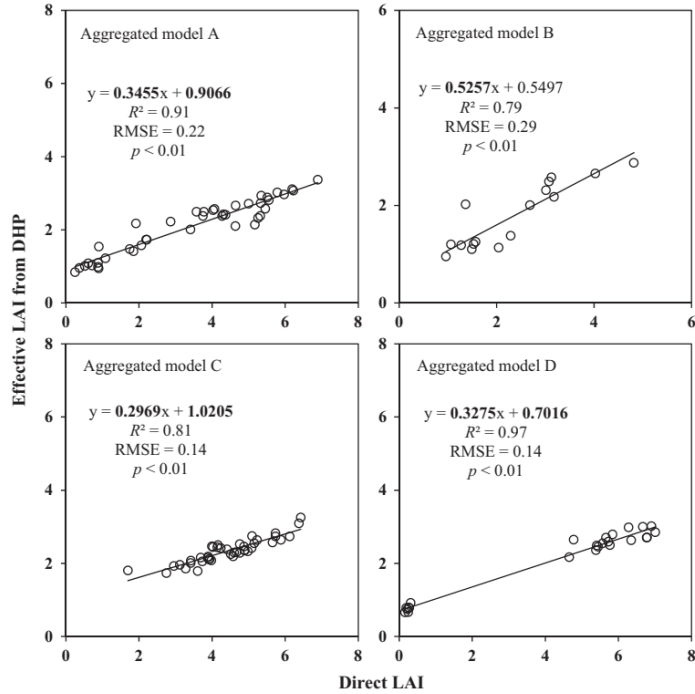 Effective LAI from DHP
8
6
4
2
0
Aggregated model A
y = 0.3455x + 0.9066
R² = 0.91
RMSE = 0.22
p < 0.01
0 2 4 6 8
6
4
2
0
Aggregated model B
y = 0.5257x + 0.5497
R² = 0.79
RMSE = 0.29
p < 0.01
0 2 4 6
8
6
4
2
0
Aggregated model C
y = 0.2969x + 1.0205
R² = 0.81
RMSE = 0.14
p < 0.01
0 2 4 6 8
8
6
4
2
0
Aggregated model D
y = 0.3275x + 0.7016
R² = 0.97
RMSE = 0.14
p < 0.01
0 2 4 6 8
Direct LAI